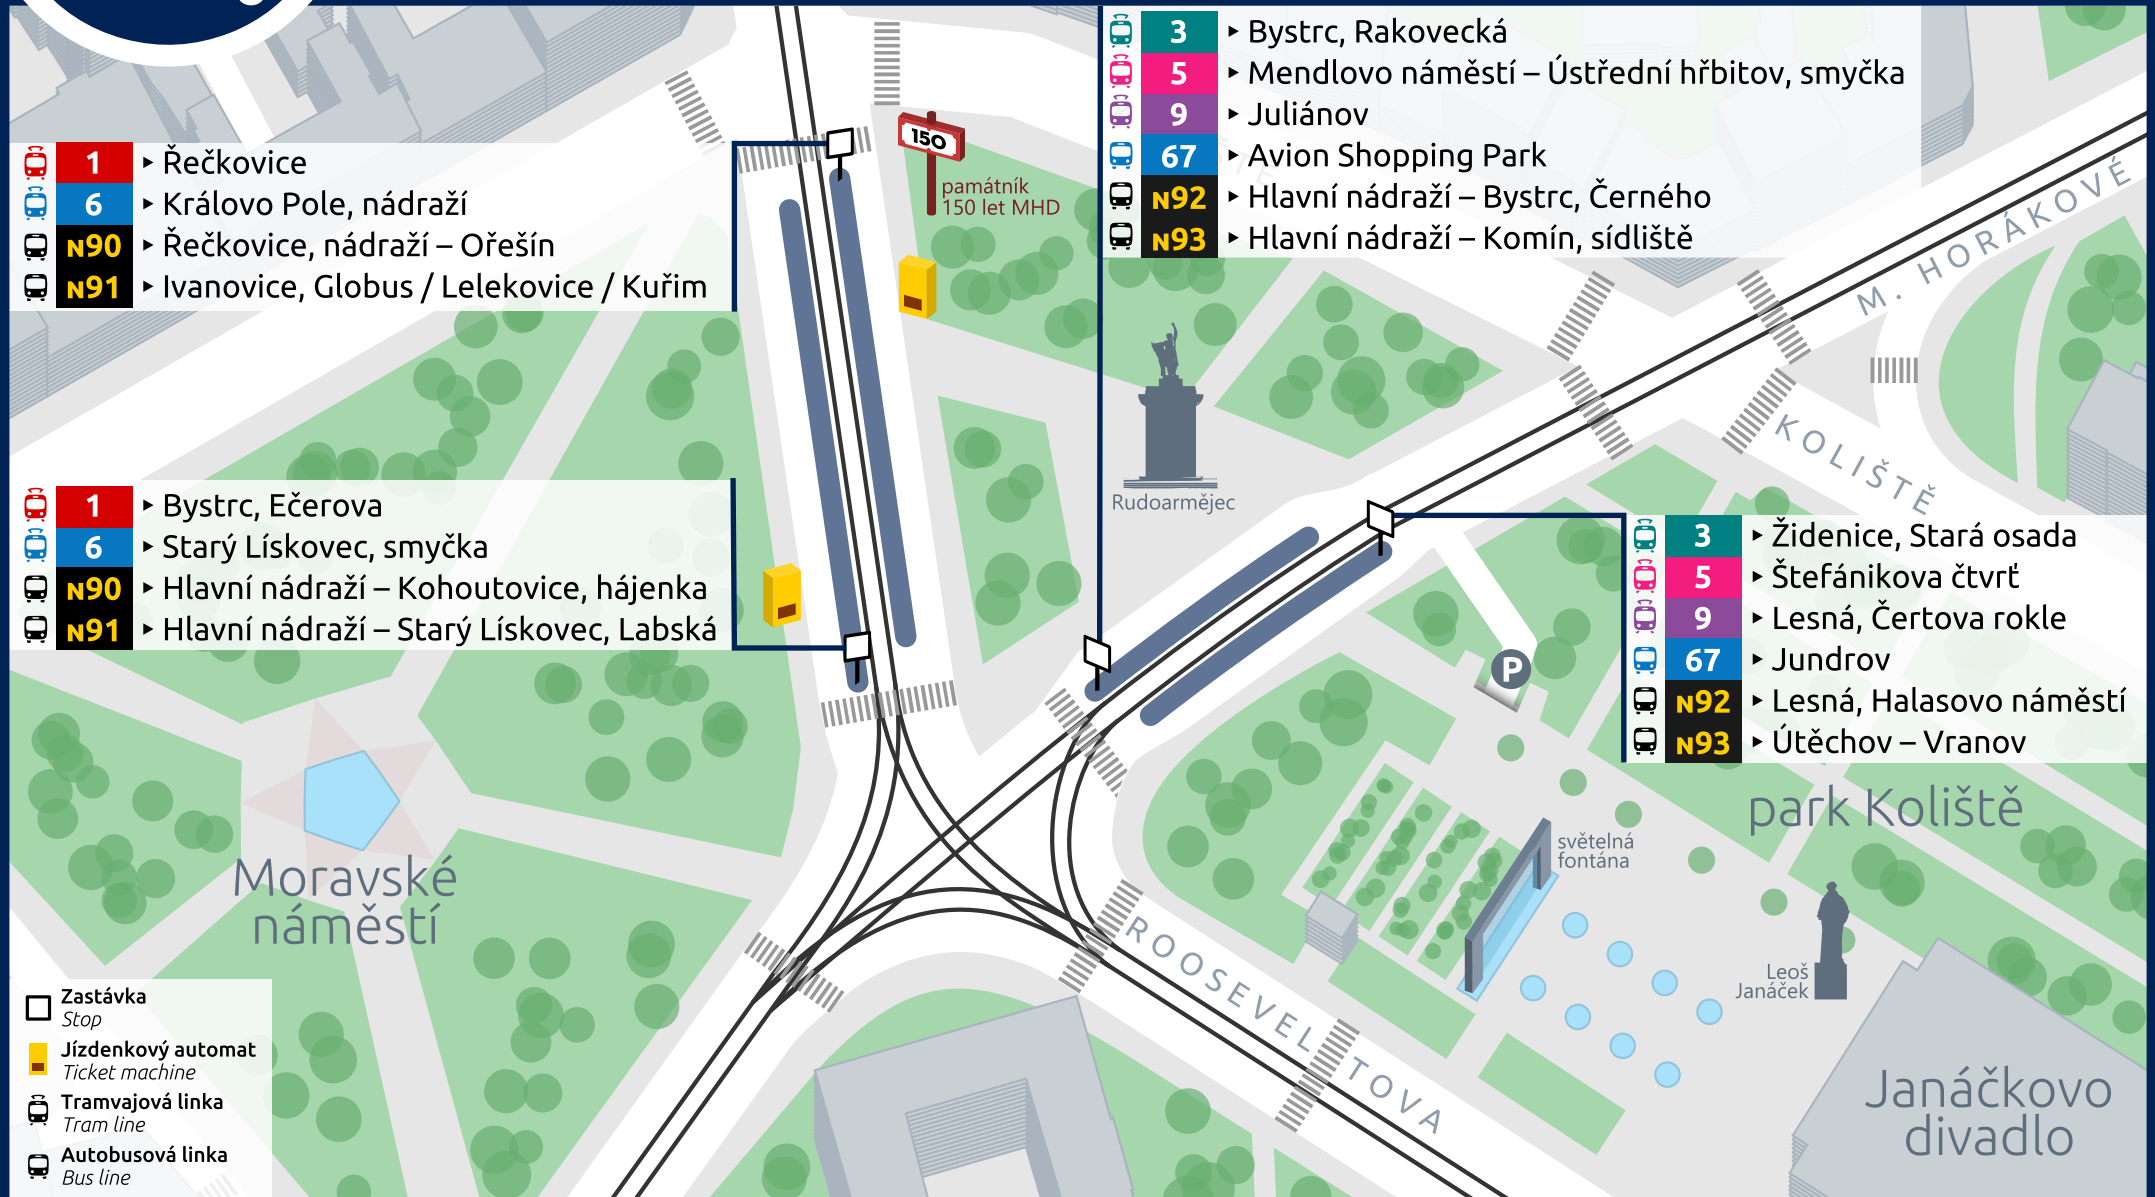 3 ▸ Bystrc, Rakovecká
5 ▸ Mendlovo náměstí – Ústřední hřbitov, smyčka
9 ▸ Juliánov
67 ▸ Avion Shopping Park
N92 ▸ Hlavní nádraží – Bystrc, Černého
N93 ▸ Hlavní nádraží – Komín, sídliště
1 ▸ Řečkovice
6 ▸ Královo Pole, nádraží
N90 ▸ Řečkovice, nádraží – Ořešín
N91 ▸ Ivanovice, Globus / Lelekovice / Kuřim
150
památník
150 let MHD
M. HORÁKOVÉ
KOLIŠTĚ
Rudoarmějec
1 ▸ Bystrc, Ečerova
6 ▸ Starý Lískovec, smyčka
N90 ▸ Hlavní nádraží – Kohoutovice, hájenka
N91 ▸ Hlavní nádraží – Starý Lískovec, Labská
3 ▸ Židenice, Stará osada
5 ▸ Štefánikova čtvrť
9 ▸ Lesná, Čertova rokle
67 ▸ Jundrov
N92 ▸ Lesná, Halasovo náměstí
N93 ▸ Útěchov – Vranov
P
park Koliště
světelná
fontána
Moravské
náměstí
ROOSEVELTOVA
Leoš
Janáček
Janáčkovo
divadlo
Zastávka
Stop
Jízdenkový automat
Ticket machine
Tramvajová linka
Tram line
Autobusová linka
Bus line